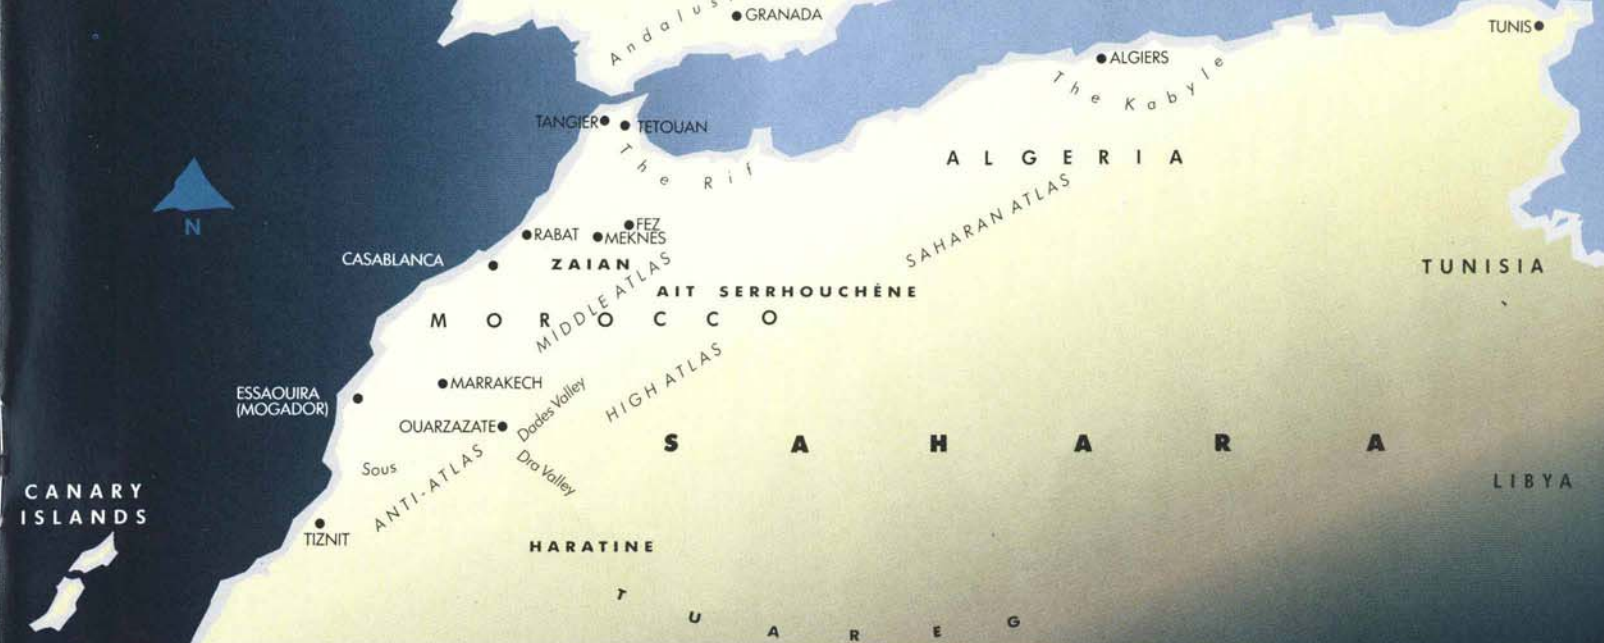 GRANADA
Andalus
TUNIS
ALGIERS
The Kabyle
TANGIER
TETOUAN
The Rif
ALGERIA
SAHARAN ATLAS
N
FEZ
RABAT
MEKNES
CASABLANCA
ZAIAN
TUNISIA
MIDDLE ATLAS
AIT SERRHOUCHÈNE
MOROCCO
HIGH ATLAS
MARRAKECH
ESSAOUIRA
(MOGADOR)
OUARZAZATE
Dades Valley
SAHARA
Sous
ANTI-ATLAS
Dra Valley
LIBYA
CANARY
ISLANDS
TIZNIT
HARATINE
TUAREG